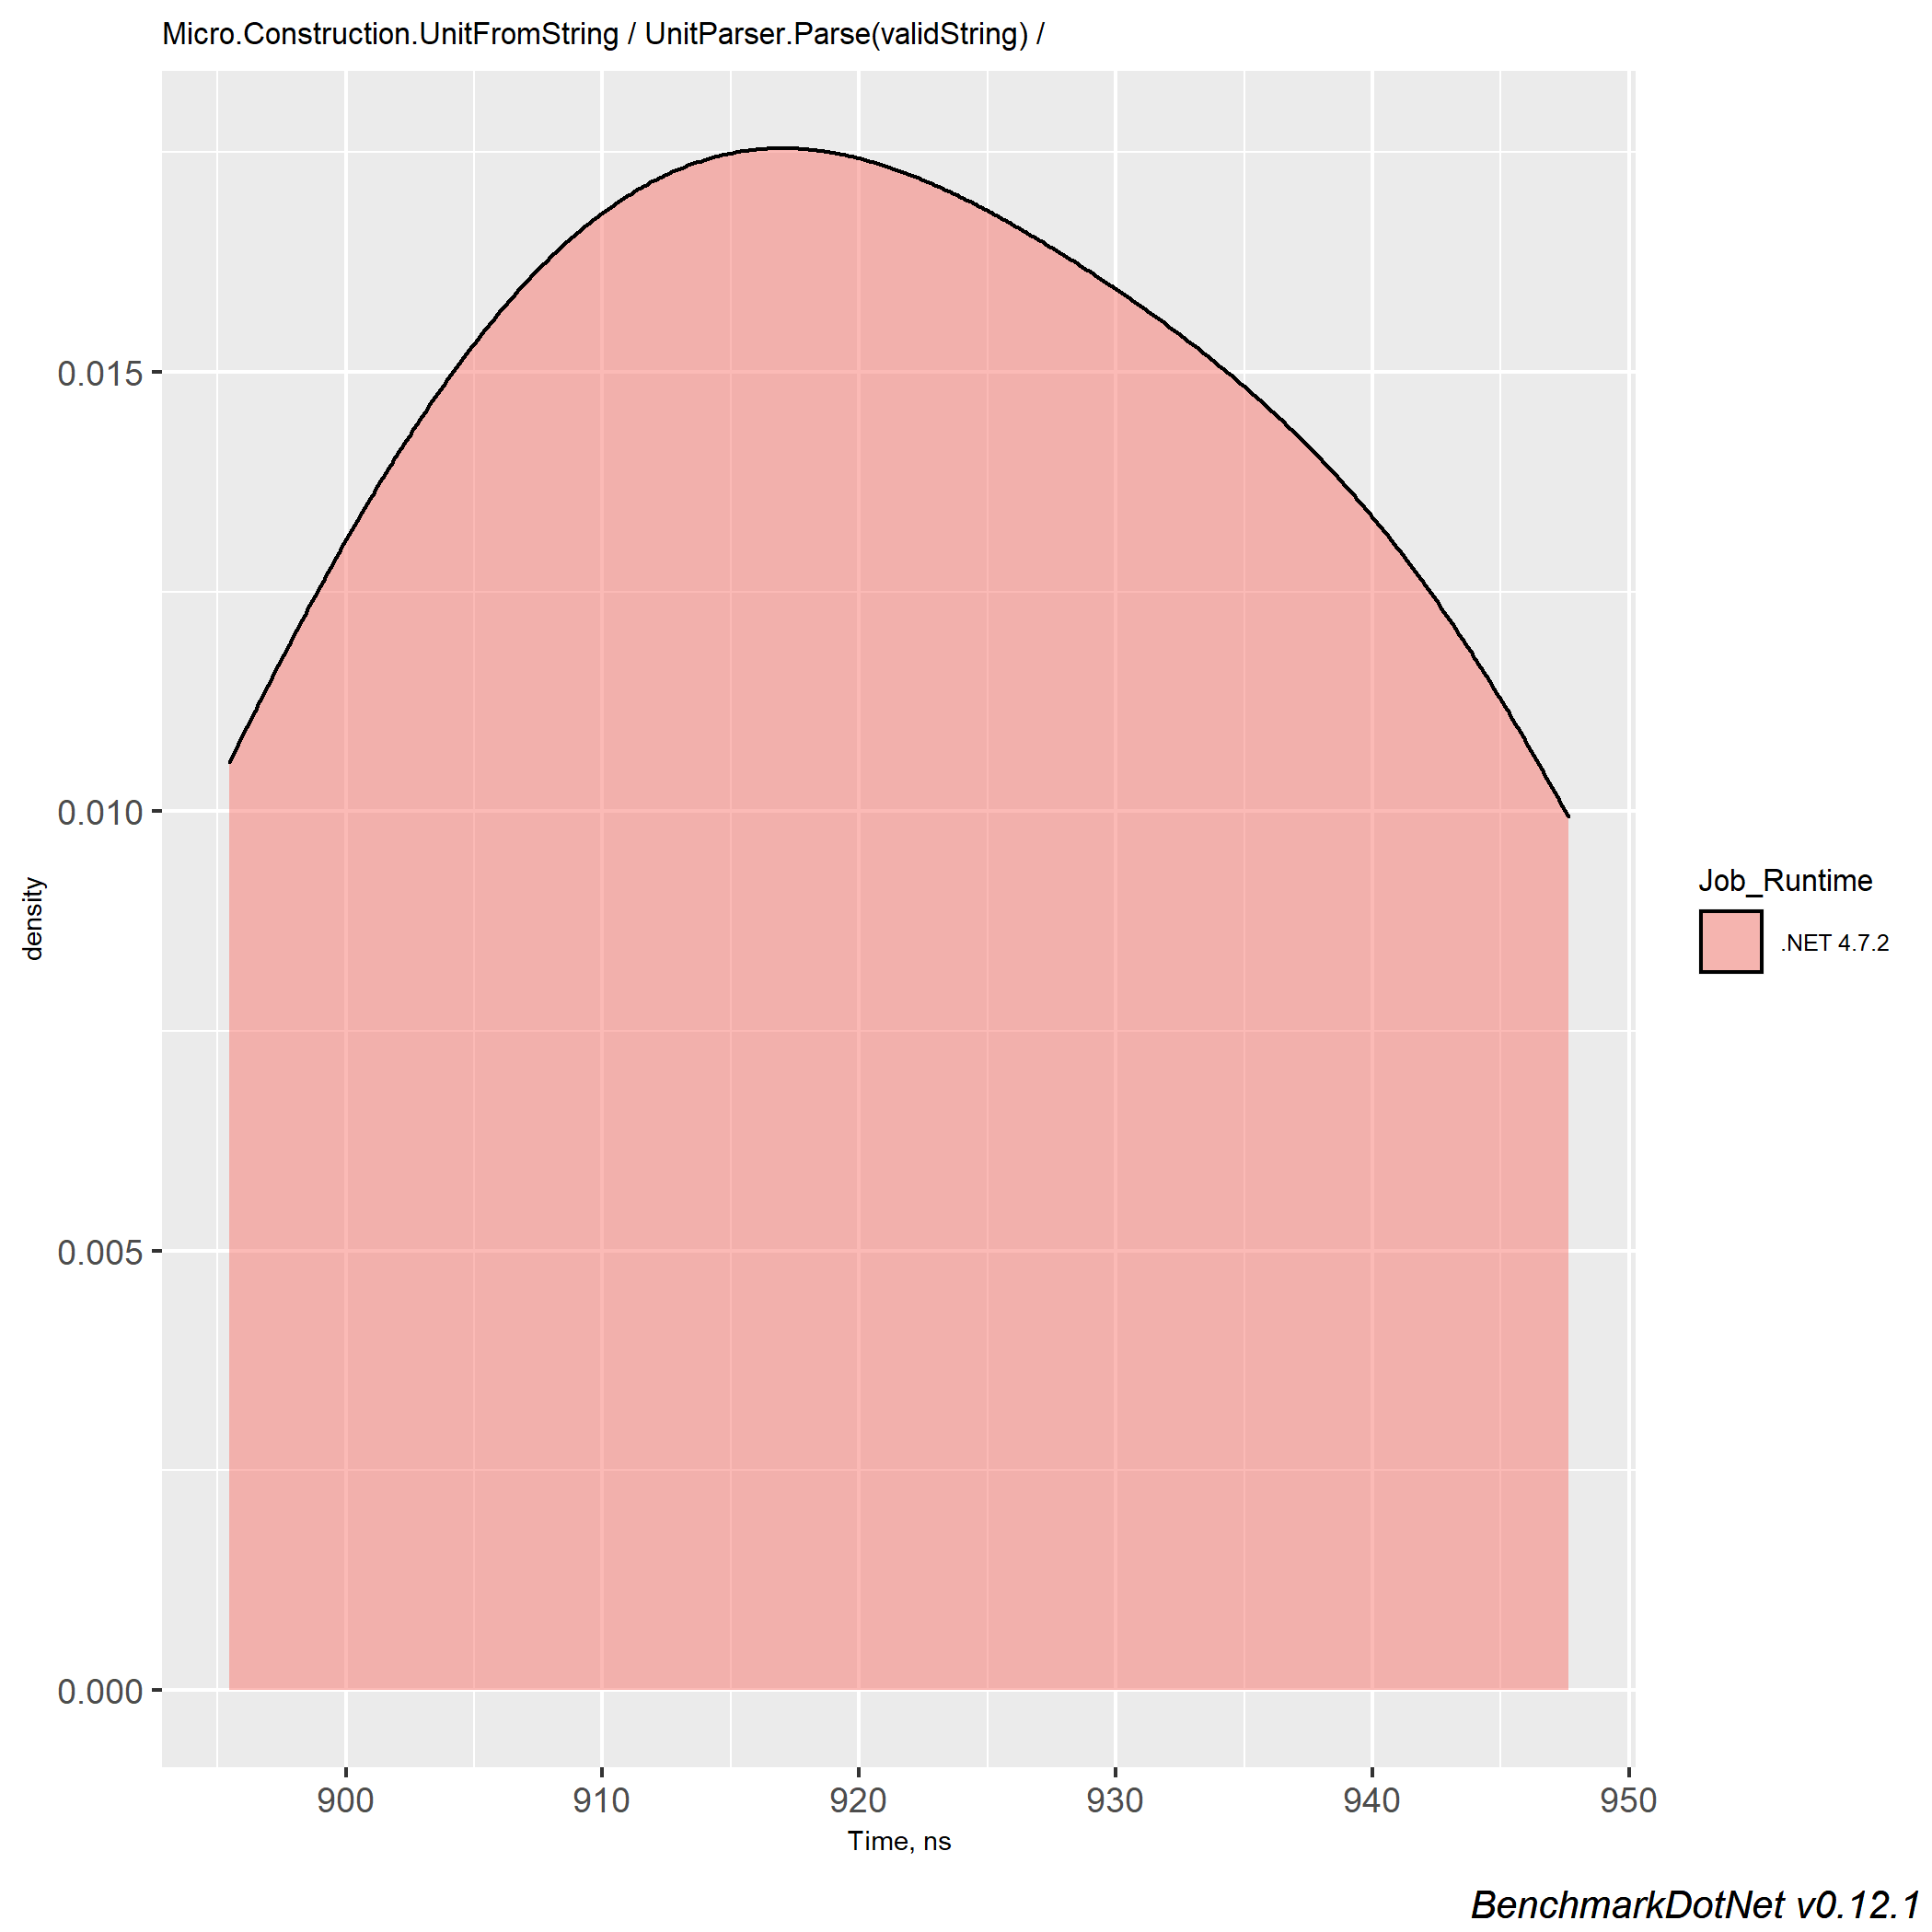 Micro.Construction.UnitFromString / UnitParser.Parse(validString) /
0.015
0.010
0.005
0.000
density
900 910 920 930 940 950
Time, ns
Job_Runtime
.NET 4.7.2
BenchmarkDotNet v0.12.1